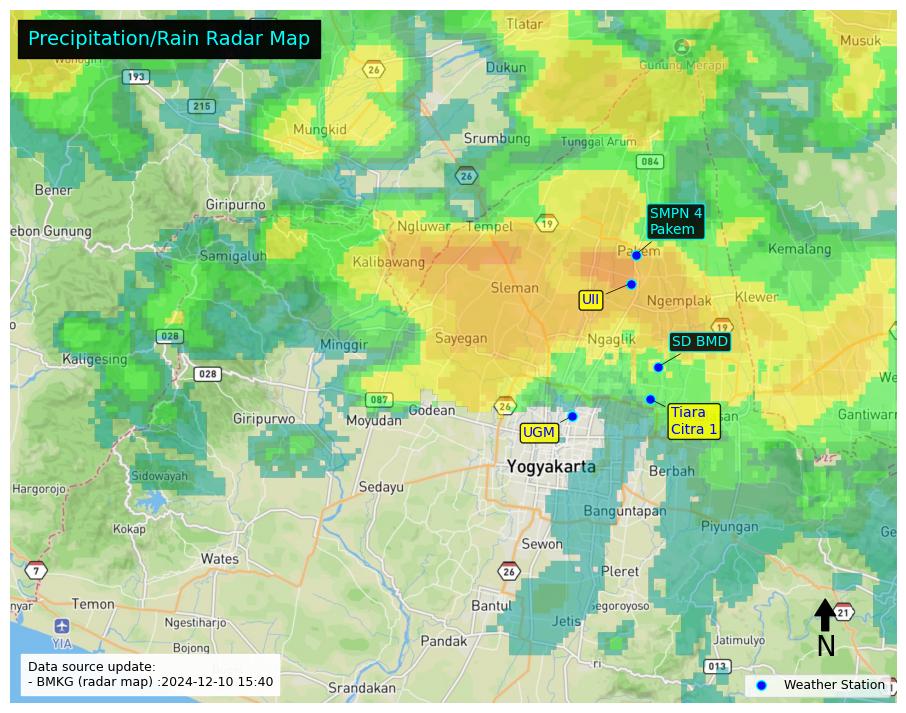 Precipitation/Rain Radar Map
Tlatar
Musuk
193
26
Dukun
Gunung Merapi
215
Mungkid
Srumbung
Tunggal Arum
084
26
Bener
Giripurno
SMPN 4
Pakem
ebon Gunung
Ngluwar
Tempel
19
Pakem
Kemalang
Samigaluh
Kalibawang
Sleman
UII
Ngemplak
Klewer
19
028
Minggir
Sayegan
Ngaglik
SD BMD
Kaligesing
028
087
Godean
26
Tiara
Citra 1
Giripurwo
Moyudan
UGM
Gantiwarn
Yogyakarta
Berbah
Sidowayah
Hargorojo
Sedayu
Banguntapan
Kokap
Piyungan
Sewon
Wates
7
26
Pleret
Temon
Bantul
Segoroyoso
21
Ngestiharjo
Jetis
YIA
Bojong
Pandak
Jatimulyo
N
Data source update:
- BMKG (radar map) :2024-12-10 15:40
013
Srandakan
Weather Station